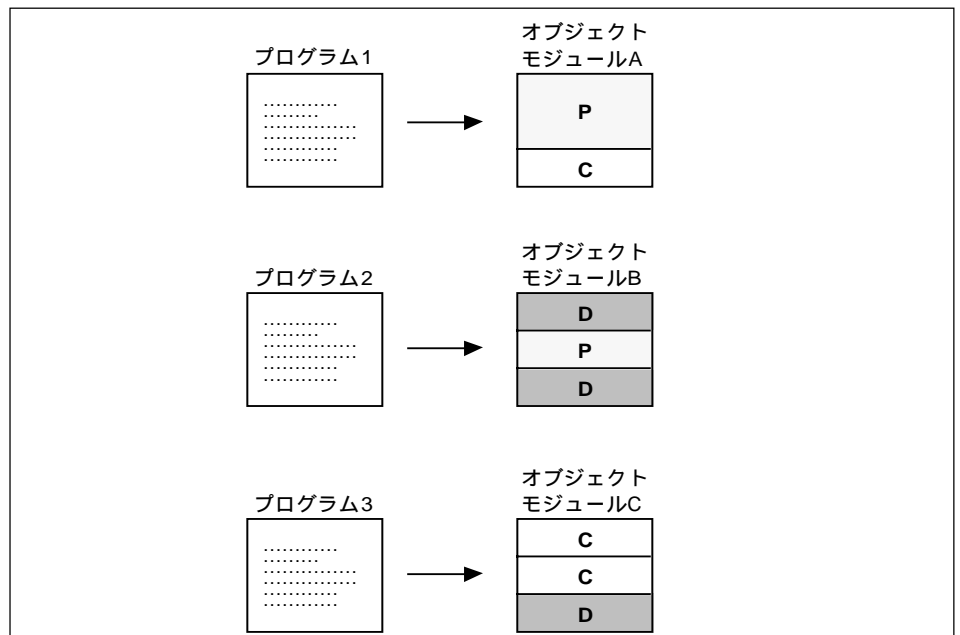 プログラム1
オブジェクト
モジュールA
P
C
プログラム2
オブジェクト
モジュールB
D
P
D
プログラム3
オブジェクト
モジュールC
C
C
D